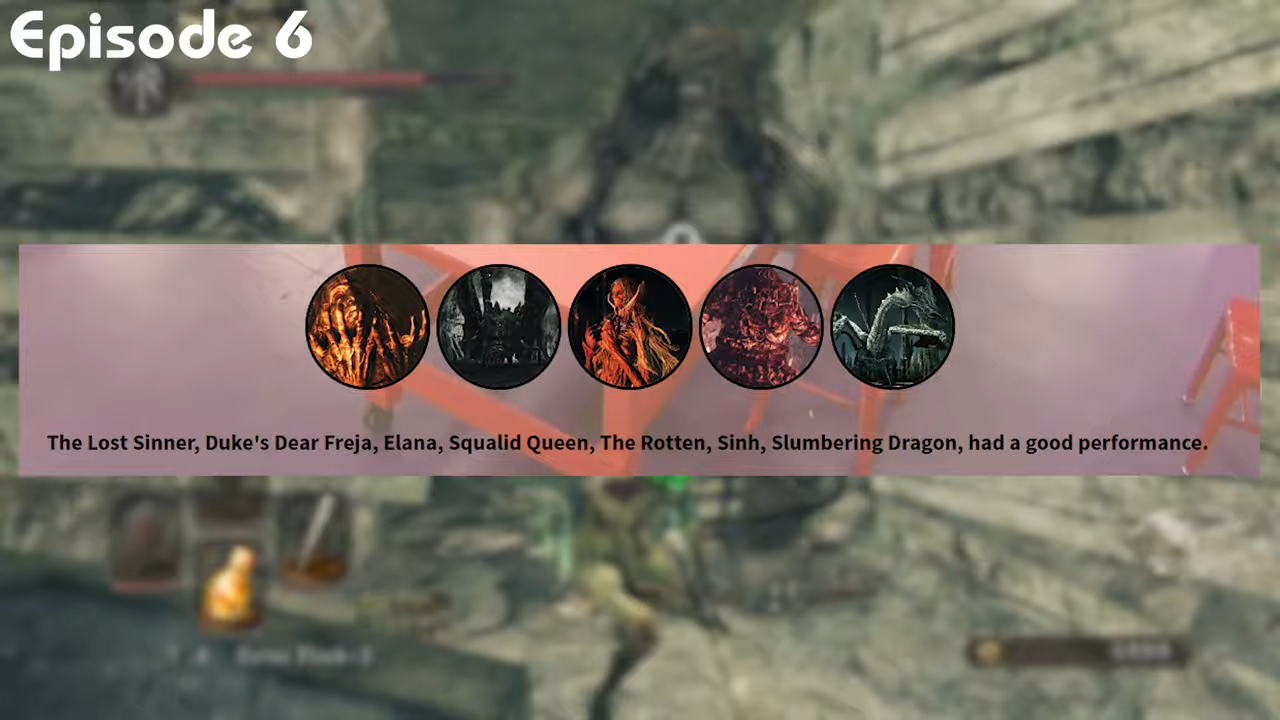 Episode 6
The Lost Sinner, Duke's Dear Freja, Elana, Squalid Queen, The Rotten, Sinh, Slumbering Dragon, had a good performance.